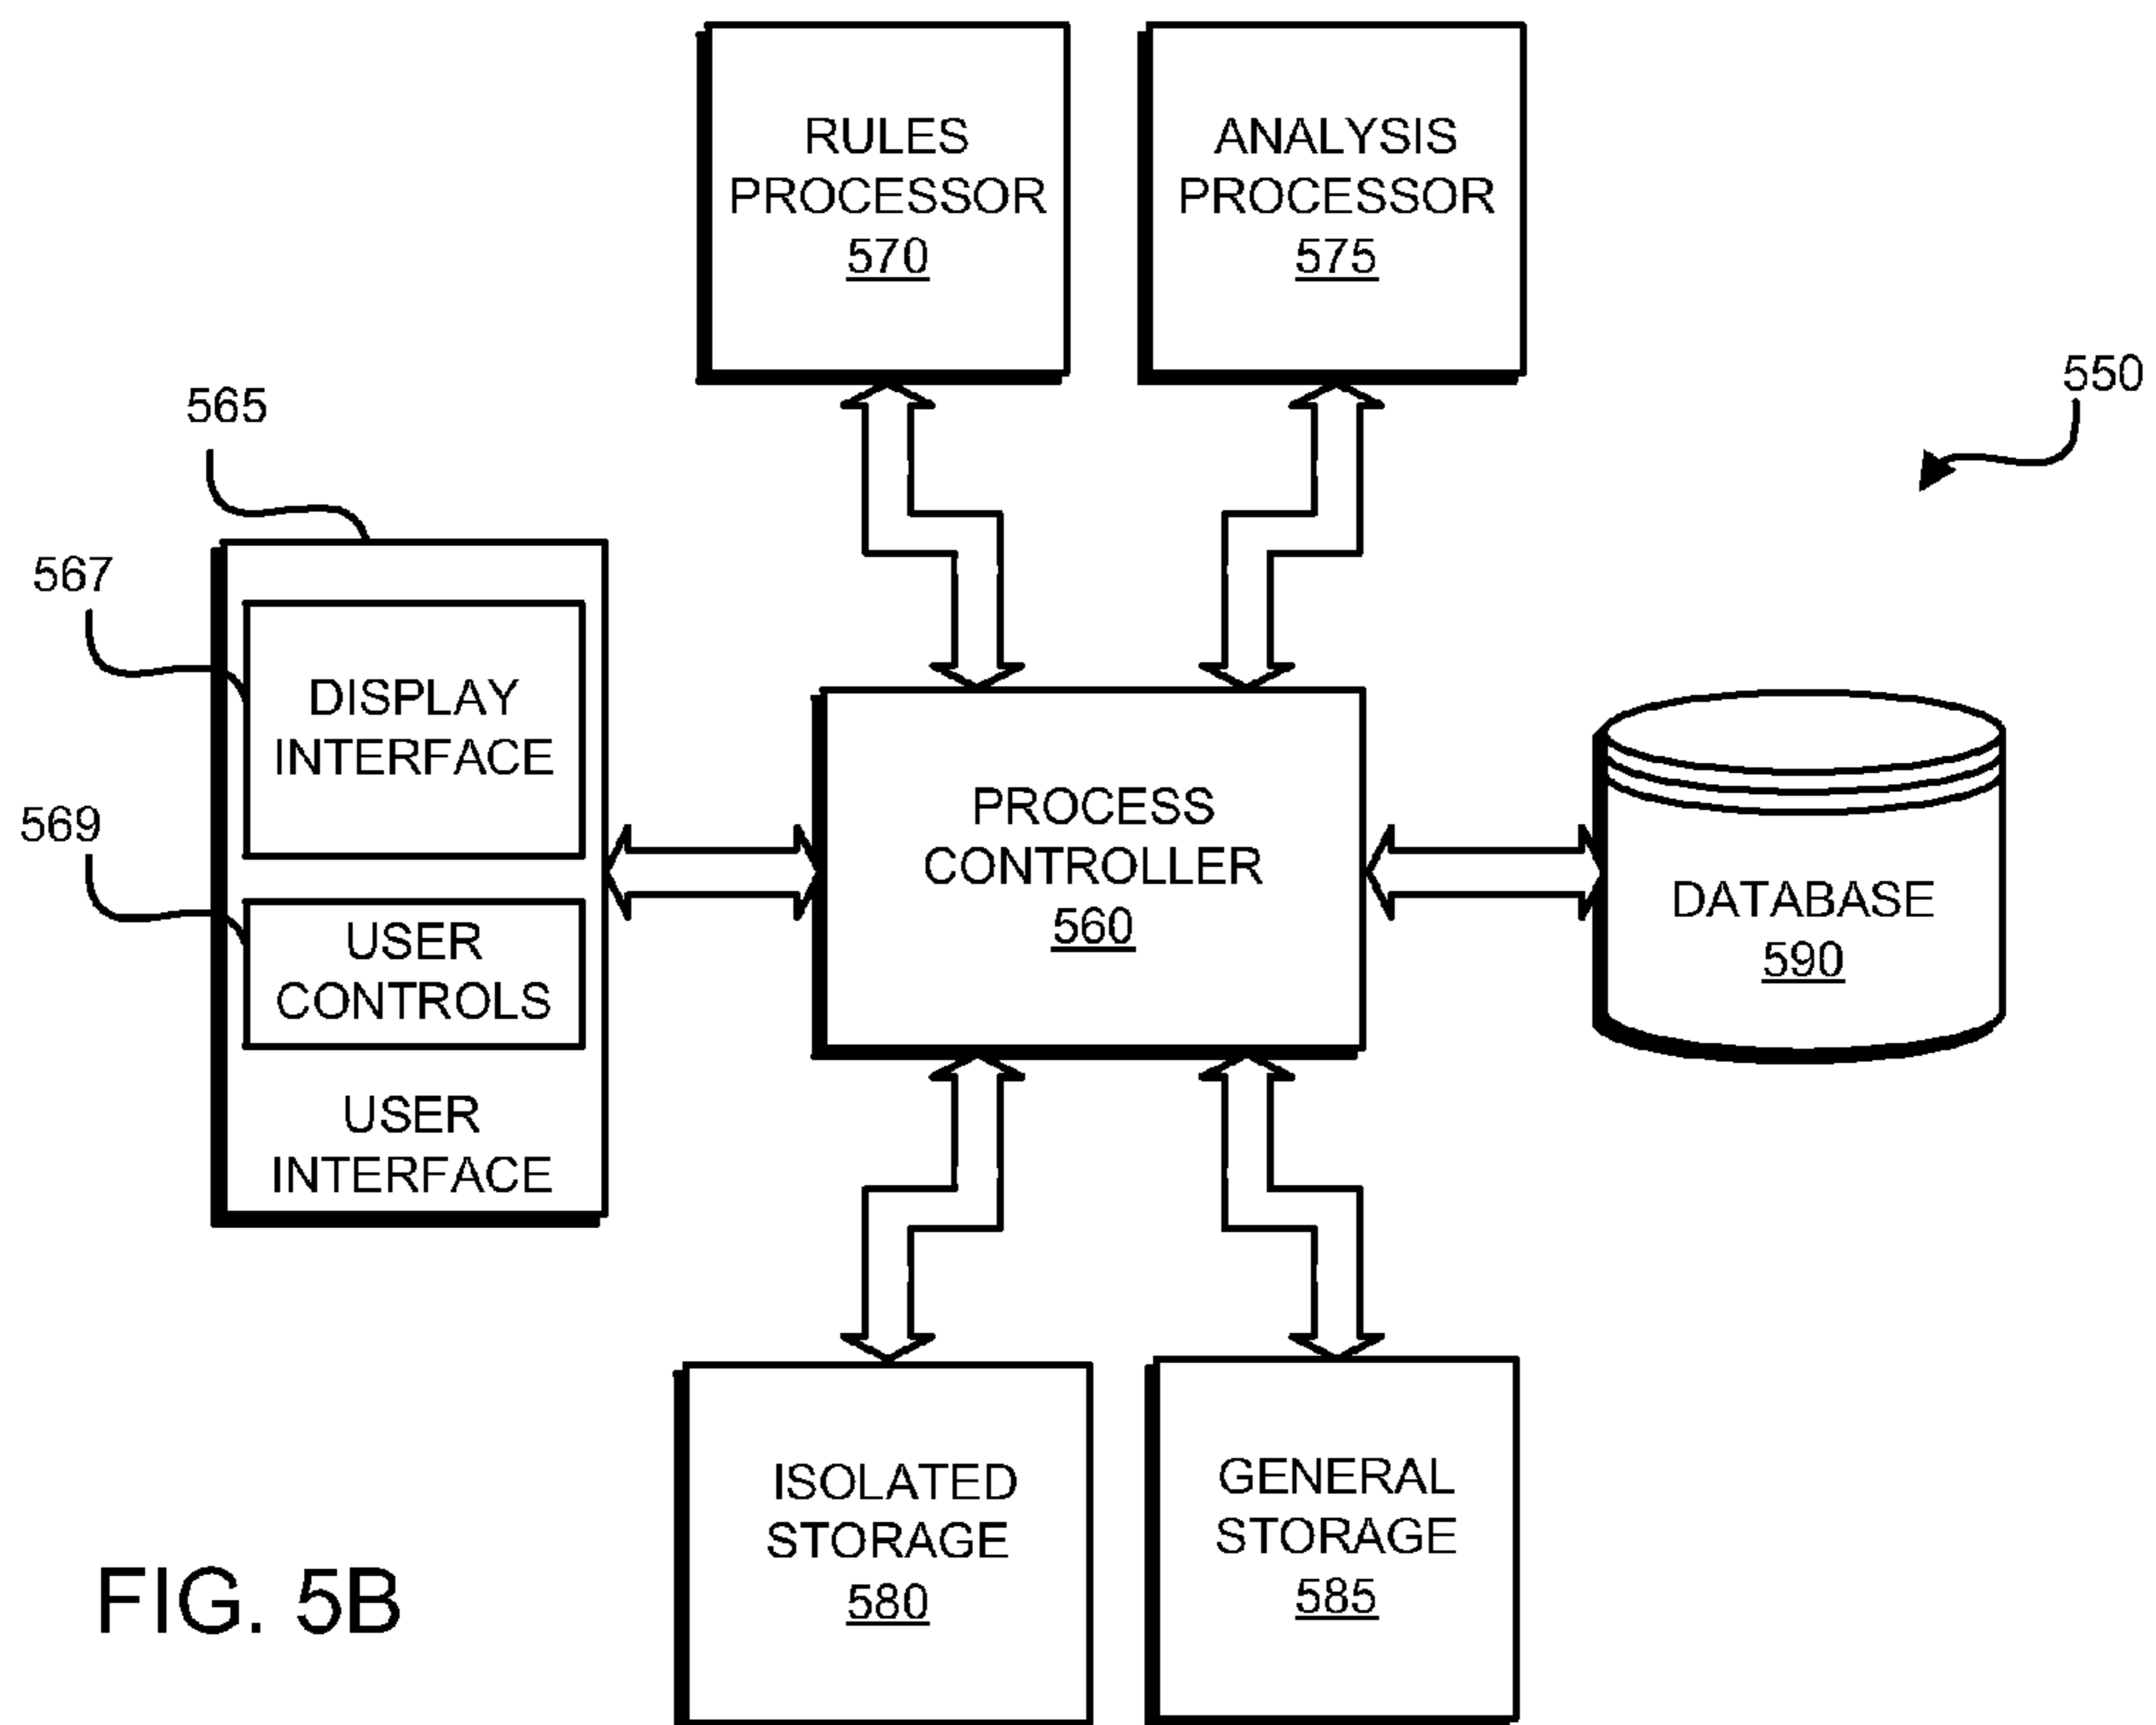 RULES
PROCESSOR
570
ANALYSIS
PROCESSOR
575
550
565
567
DISPLAY
INTERFACE
569
USER
CONTROLS
USER
INTERFACE
PROCESS
CONTROLLER
560
DATABASE
590
ISOLATED
STORAGE
580
GENERAL
STORAGE
585
FIG. 5B